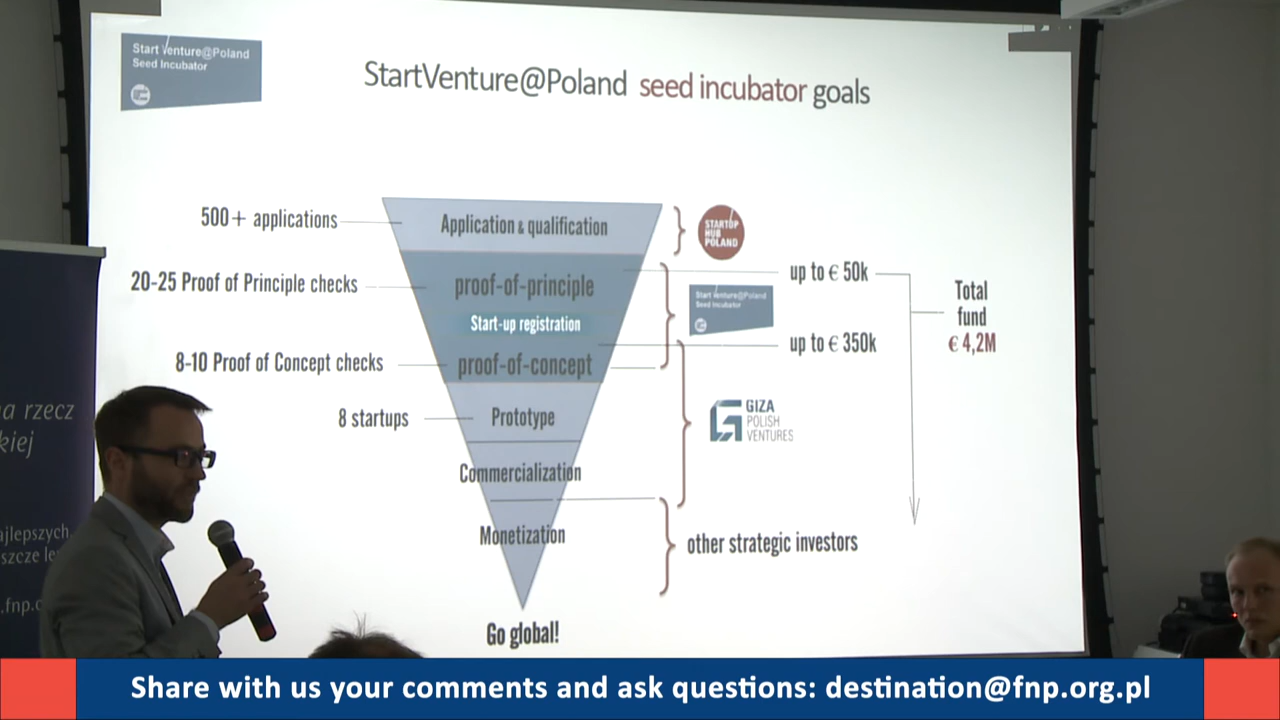 Start Venture@Poland
Seed Incubator
StartVenture@Poland seed incubator goals
500+ applications
Application & qualification
STARTUP
HUB
POLAND
20-25 Proof of Principle checks
proof-of-principle
up to € 50k
Start Venture@Poland
Seed Incubator
Total
fund
€ 4,2M
Start-up registration
up to € 350k
8-10 Proof of Concept checks
proof-of-concept
8 startups
Prototype
GIZA
POLISH
VENTURES
Commercialization
Monetization
other strategic investors
Go global!
na rzecz
kiej
ajlepszych
.fnp.
Share with us your comments and ask questions: destination@fnp.org.pl